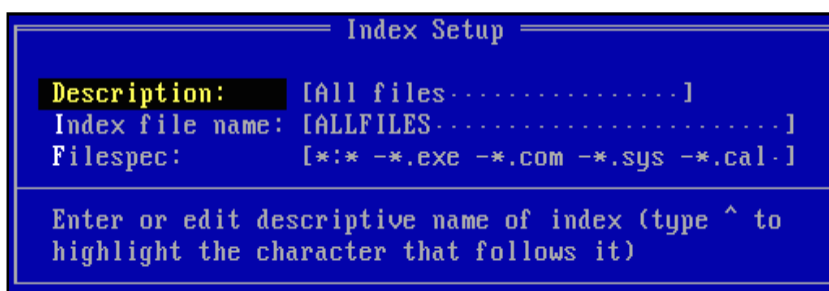 Index Setup
Description: [All files················]
Index file name: [ALLFILES························]
Filespec: [*:* -*.exe -*.com -*.sys -*.cal·]
Enter or edit descriptive name of index (type ^ to
highlight the character that follows it)